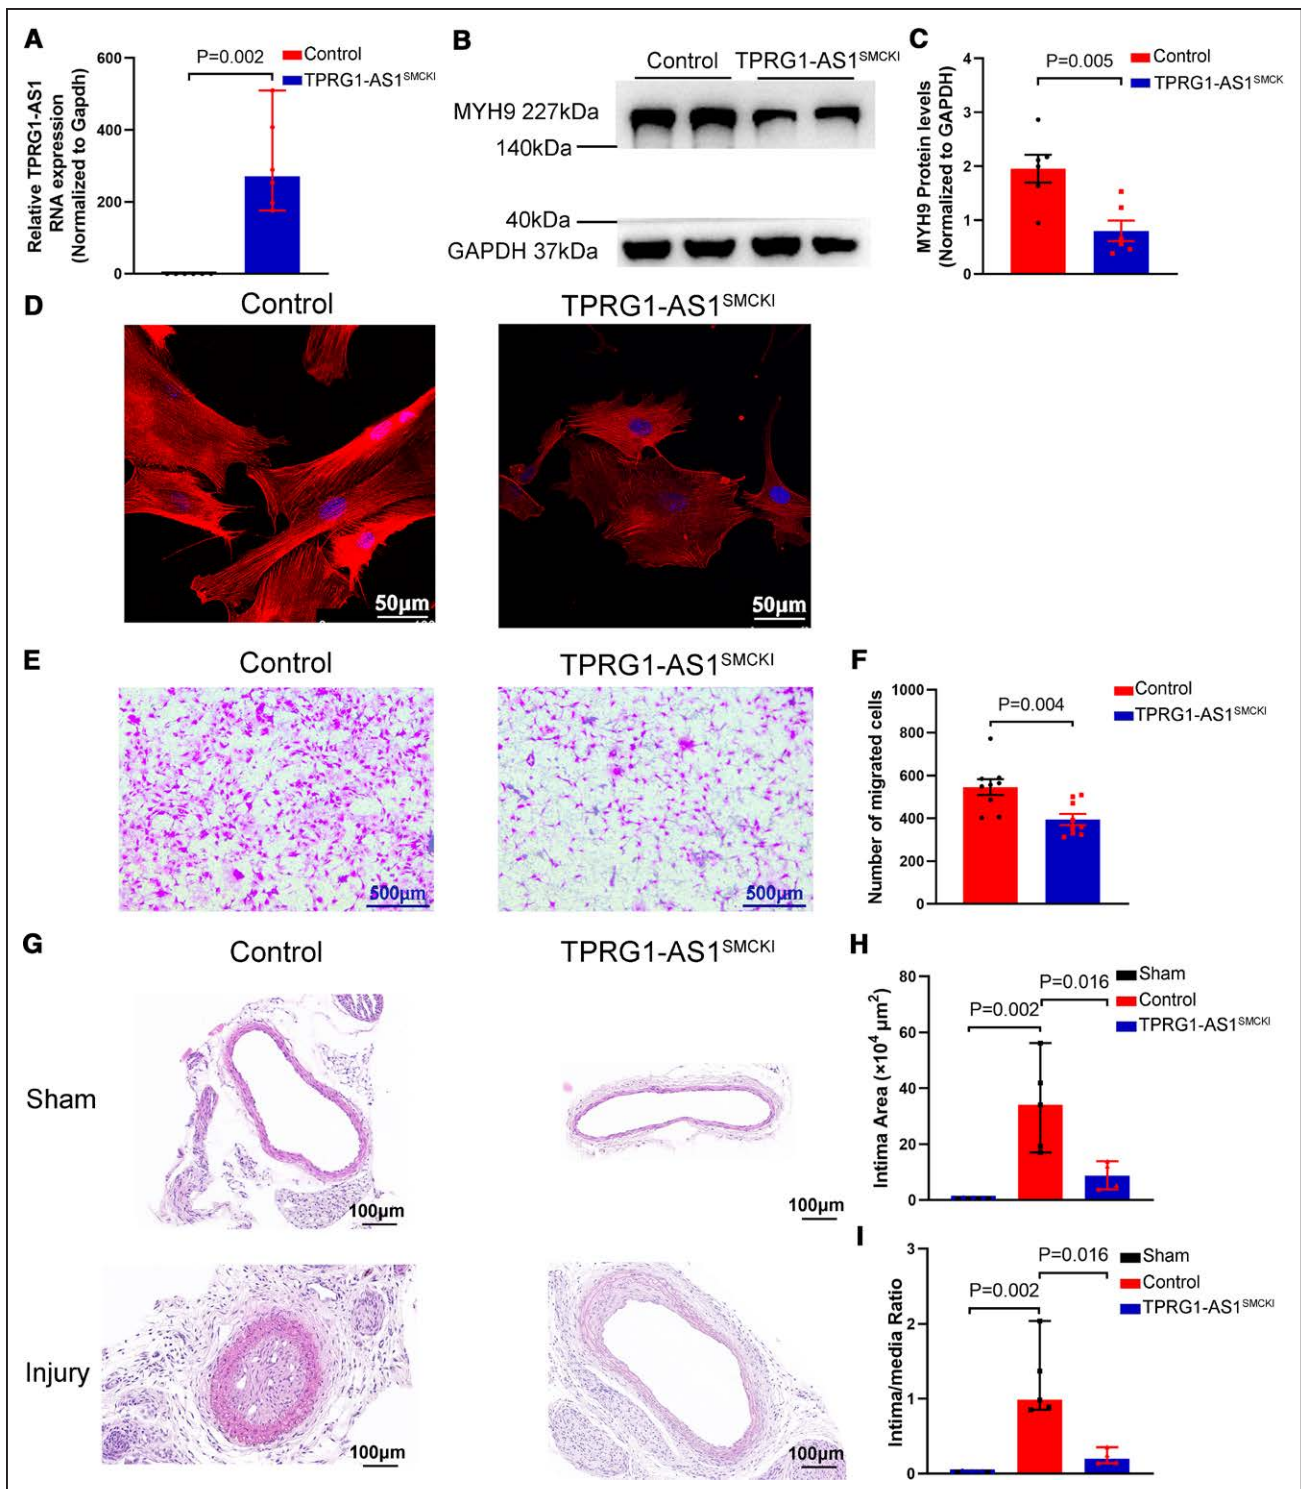 A
Relative TPRG1-AS1
RNA expression
(Normalized to Gapdh)
600
400
200
0
P=0.002
Control
TPRG1-AS1SMCKI
B
Control
TPRG1-AS1SMCKI
MYH9 227kDa
140kDa
40kDa
GAPDH 37kDa
C
MYH9 Protein levels
(Normalized to GAPDH)
4
3
2
1
0
P=0.005
Control
TPRG1-AS1SMCK
D
Control
TPRG1-AS1SMCKI
50μm
50μm
E
Control
TPRG1-AS1SMCKI
500μm
500μm
F
Number of migrated cells
1000
800
600
400
200
0
P=0.004
Control
TPRG1-AS1SMCKI
G
Control
TPRG1-AS1SMCKI
Sham
100μm
100μm
Injury
100μm
100μm
H
Intima Area (×10⁴ μm²)
80
60
40
20
0
P=0.002
P=0.016
Sham
Control
TPRG1-AS1SMCKI
I
Intima/media Ratio
3
2
1
0
P=0.002
P=0.016
Sham
Control
TPRG1-AS1SMCKI